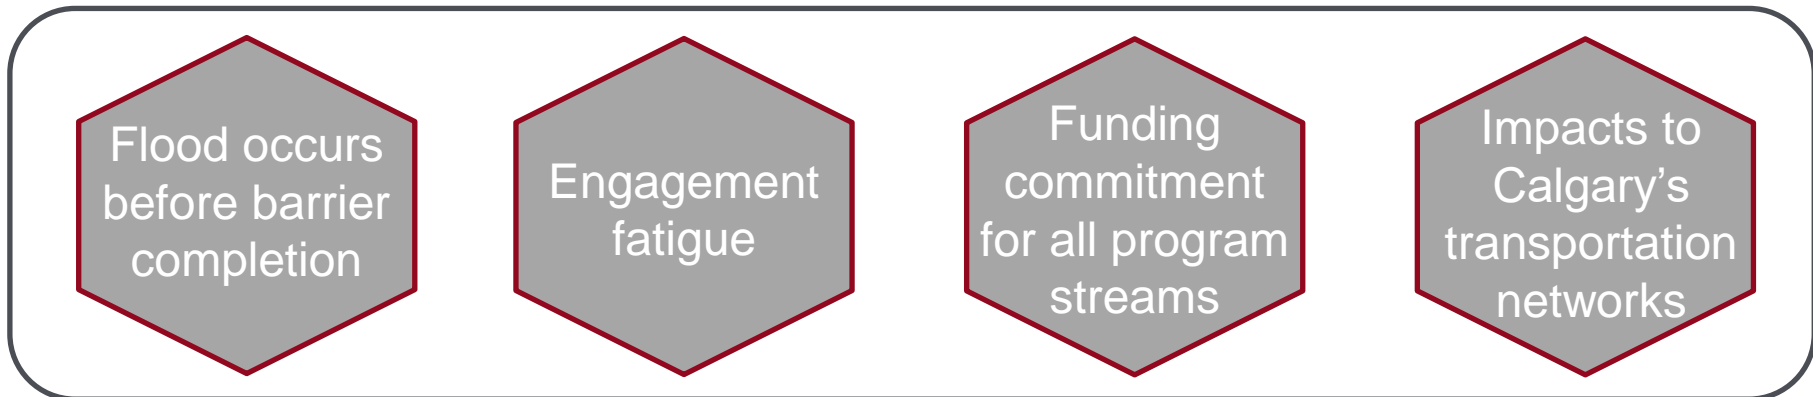 Flood occurs
before barrier
completion
Engagement
fatigue
Funding
commitment
for all program
streams
Impacts to
Calgary’s
transportation
networks